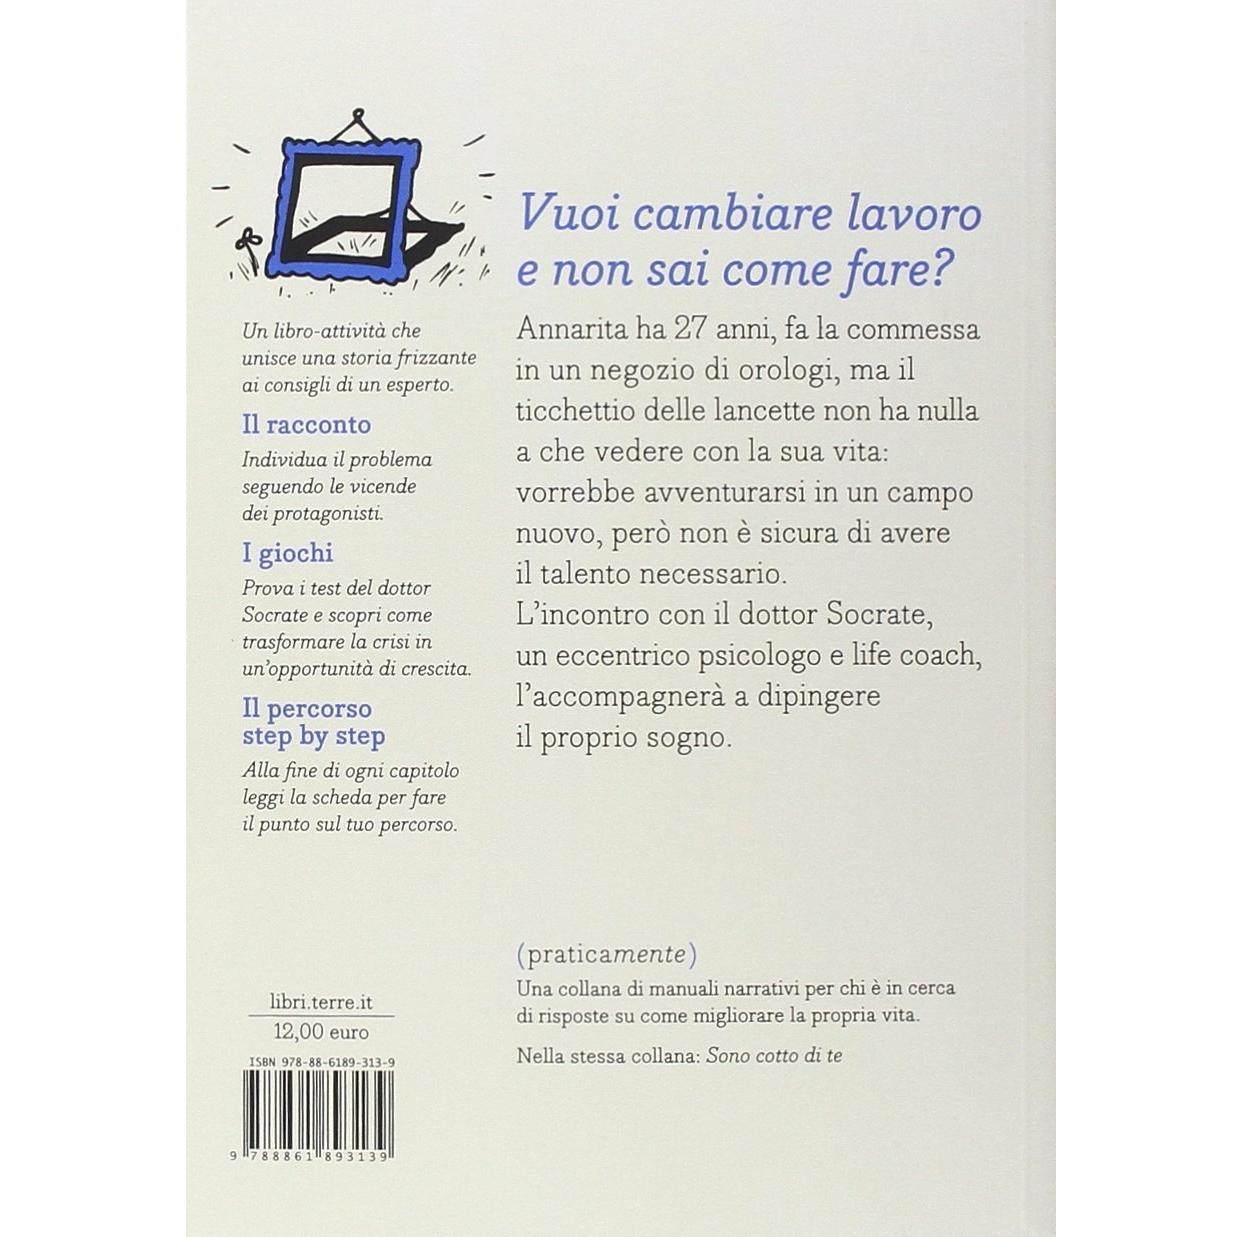 Vuoi cambiare lavoro
e non sai come fare?
Annarita ha 27 anni, fa la commessa
in un negozio di orologi, ma il
ticchettio delle lancette non ha nulla
a che vedere con la sua vita:
vorrebbe avventurarsi in un campo
nuovo, però non è sicura di avere
il talento necessario.
L'incontro con il dottor Socrate,
un eccentrico psicologo e life coach,
l'accompagnerà a dipingere
il proprio sogno.
Un libro-attività che
unisce una storia frizzante
ai consigli di un esperto.
Il racconto
Individua il problema
seguendo le vicende
dei protagonisti.
I giochi
Prova i test del dottor
Socrate e scopri come
trasformare la crisi in
un'opportunità di crescita.
Il percorso
step by step
Alla fine di ogni capitolo
leggi la scheda per fare
il punto sul tuo percorso.
(praticamente)
Una collana di manuali narrativi per chi è in cerca
di risposte su come migliorare la propria vita.
Nella stessa collana: Sono cotto di te
libri.terre.it
12,00 euro
ISBN 978-88-6189-313-9
9 788861 893139